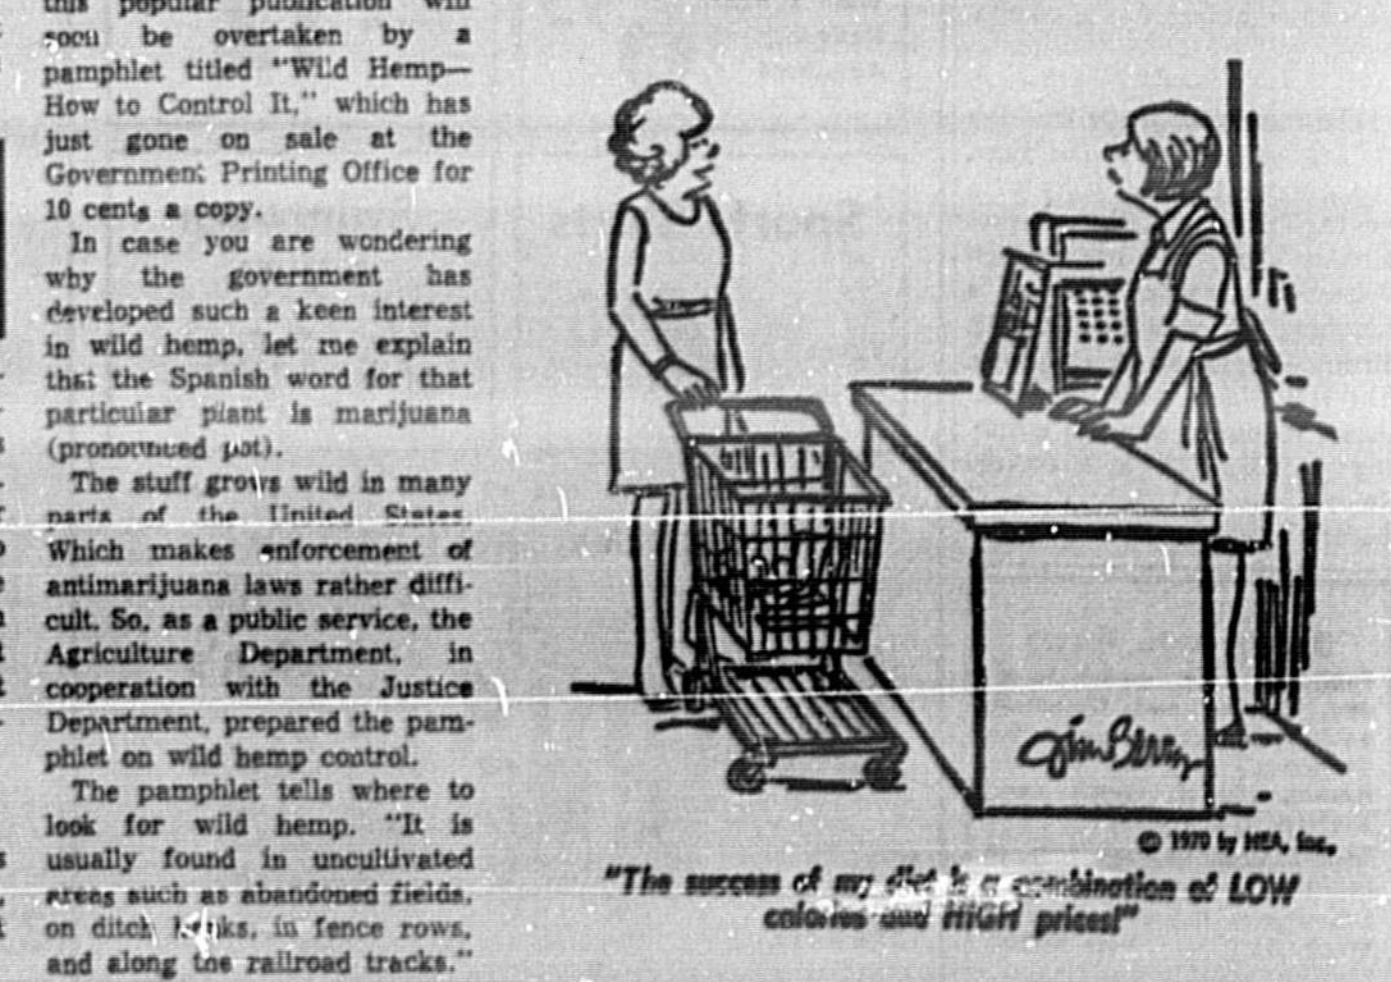 this popular publication will
soon be overtaken by a
pamphlet titled "Wild Hemp—
How to Control It," which has
just gone on sale at the
Government Printing Office for
10 cents a copy.
In case you are wondering
why the government has
developed such a keen interest
in wild hemp, let me explain
that the Spanish word for that
particular plant is marijuana
(pronounced pot).
The stuff grows wild in many
parts of the United States.
Which makes enforcement of
antimarijuana laws rather diffi-
cult. So, as a public service, the
Agriculture Department, in
cooperation with the Justice
Department, prepared the pam-
phlet on wild hemp control.
The pamphlet tells where to
look for wild hemp. "It is
usually found in uncultivated
areas such as abandoned fields,
on ditch banks, in fence rows,
and along the railroad tracks."
Jim Berry
© 1970 by NEA, Inc.
"The success of my diet is a combination of LOW
calories and HIGH prices!"